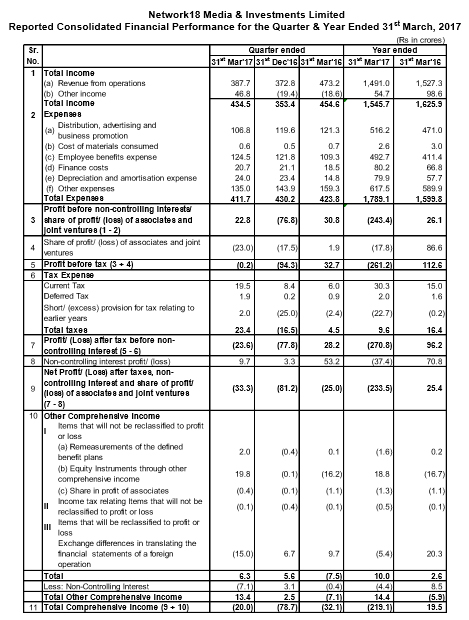 Network18 Media & Investments Limited
Reported Consolidated Financial Performance for the Quarter & Year Ended 31st March, 2017
(Rs in crores)
Sr. No. Quarter ended Year ended
31st Mar'17 31st Dec'16 31st Mar'16 31st Mar'17 31st Mar'16
1 Total Income
(a) Revenue from operations 387.7 372.8 473.2 1,491.0 1,527.3
(b) Other income 46.8 (19.4) (18.6) 54.7 98.6
Total Income 434.5 353.4 454.6 1,545.7 1,625.9
2 Expenses
(a) Distribution, advertising and
business promotion 106.8 119.6 121.3 516.2 471.0
(b) Cost of materials consumed 0.6 0.5 0.7 2.6 3.0
(c) Employee benefits expense 124.5 121.8 109.3 492.7 411.4
(d) Finance costs 20.7 21.1 18.5 80.2 66.8
(e) Depreciation and amortisation expense 24.0 23.4 14.8 79.9 57.7
(f) Other expenses 135.0 143.9 159.3 617.5 589.9
Total Expenses 411.7 430.2 423.8 1,789.1 1,599.8
3 Profit before non-controlling interests/
share of profit/ (loss) of associates and
joint ventures (1 - 2) 22.8 (76.8) 30.8 (243.4) 26.1
4 Share of profit/ (loss) of associates and joint
ventures (23.0) (17.5) 1.9 (17.8) 86.6
5 Profit before tax (3 + 4) (0.2) (94.3) 32.7 (261.2) 112.6
6 Tax Expense
Current Tax 19.5 8.4 6.0 30.3 15.0
Deferred Tax 1.9 0.2 0.9 2.0 1.6
Short/ (excess) provision for tax relating to
earlier years 2.0 (25.0) (2.4) (22.7) (0.2)
Total taxes 23.4 (16.5) 4.5 9.6 16.4
7 Profit/ (Loss) after tax before non-
controlling interest (5 - 6) (23.6) (77.8) 28.2 (270.8) 96.2
8 Non-controlling interest profit/ (loss) 9.7 3.3 53.2 (37.4) 70.8
9 Net Profit/ (Loss) after taxes, non-
controlling interest and share of profit/
(loss) of associates and joint ventures
(7 - 8) (33.3) (81.2) (25.0) (233.5) 25.4
10 Other Comprehensive Income
I Items that will not be reclassified to profit
or loss
(a) Remeasurements of the defined
benefit plans 2.0 (0.4) 0.1 (1.6) 0.2
(b) Equity Instruments through other
comprehensive income 19.8 (0.1) (16.2) 18.8 (16.7)
(c) Share in profit of associates (0.4) (0.1) (1.1) (1.3) (1.1)
II Income tax relating Items that will not be
reclassified to profit or loss (0.1) (0.4) (0.1) (0.5) (0.1)
III Items that will be reclassified to profit or
loss
Exchange differences in translating the
financial statements of a foreign
operation (15.0) 6.7 9.7 (5.4) 20.3
Total 6.3 5.6 (7.5) 10.0 2.6
Less: Non-Controlling Interest (7.1) 3.1 (0.4) (4.4) 8.5
Total Other Comprehensive Income 13.4 2.5 (7.1) 14.4 (5.9)
11 Total Comprehensive Income (9 + 10) (20.0) (78.7) (32.1) (219.1) 19.5